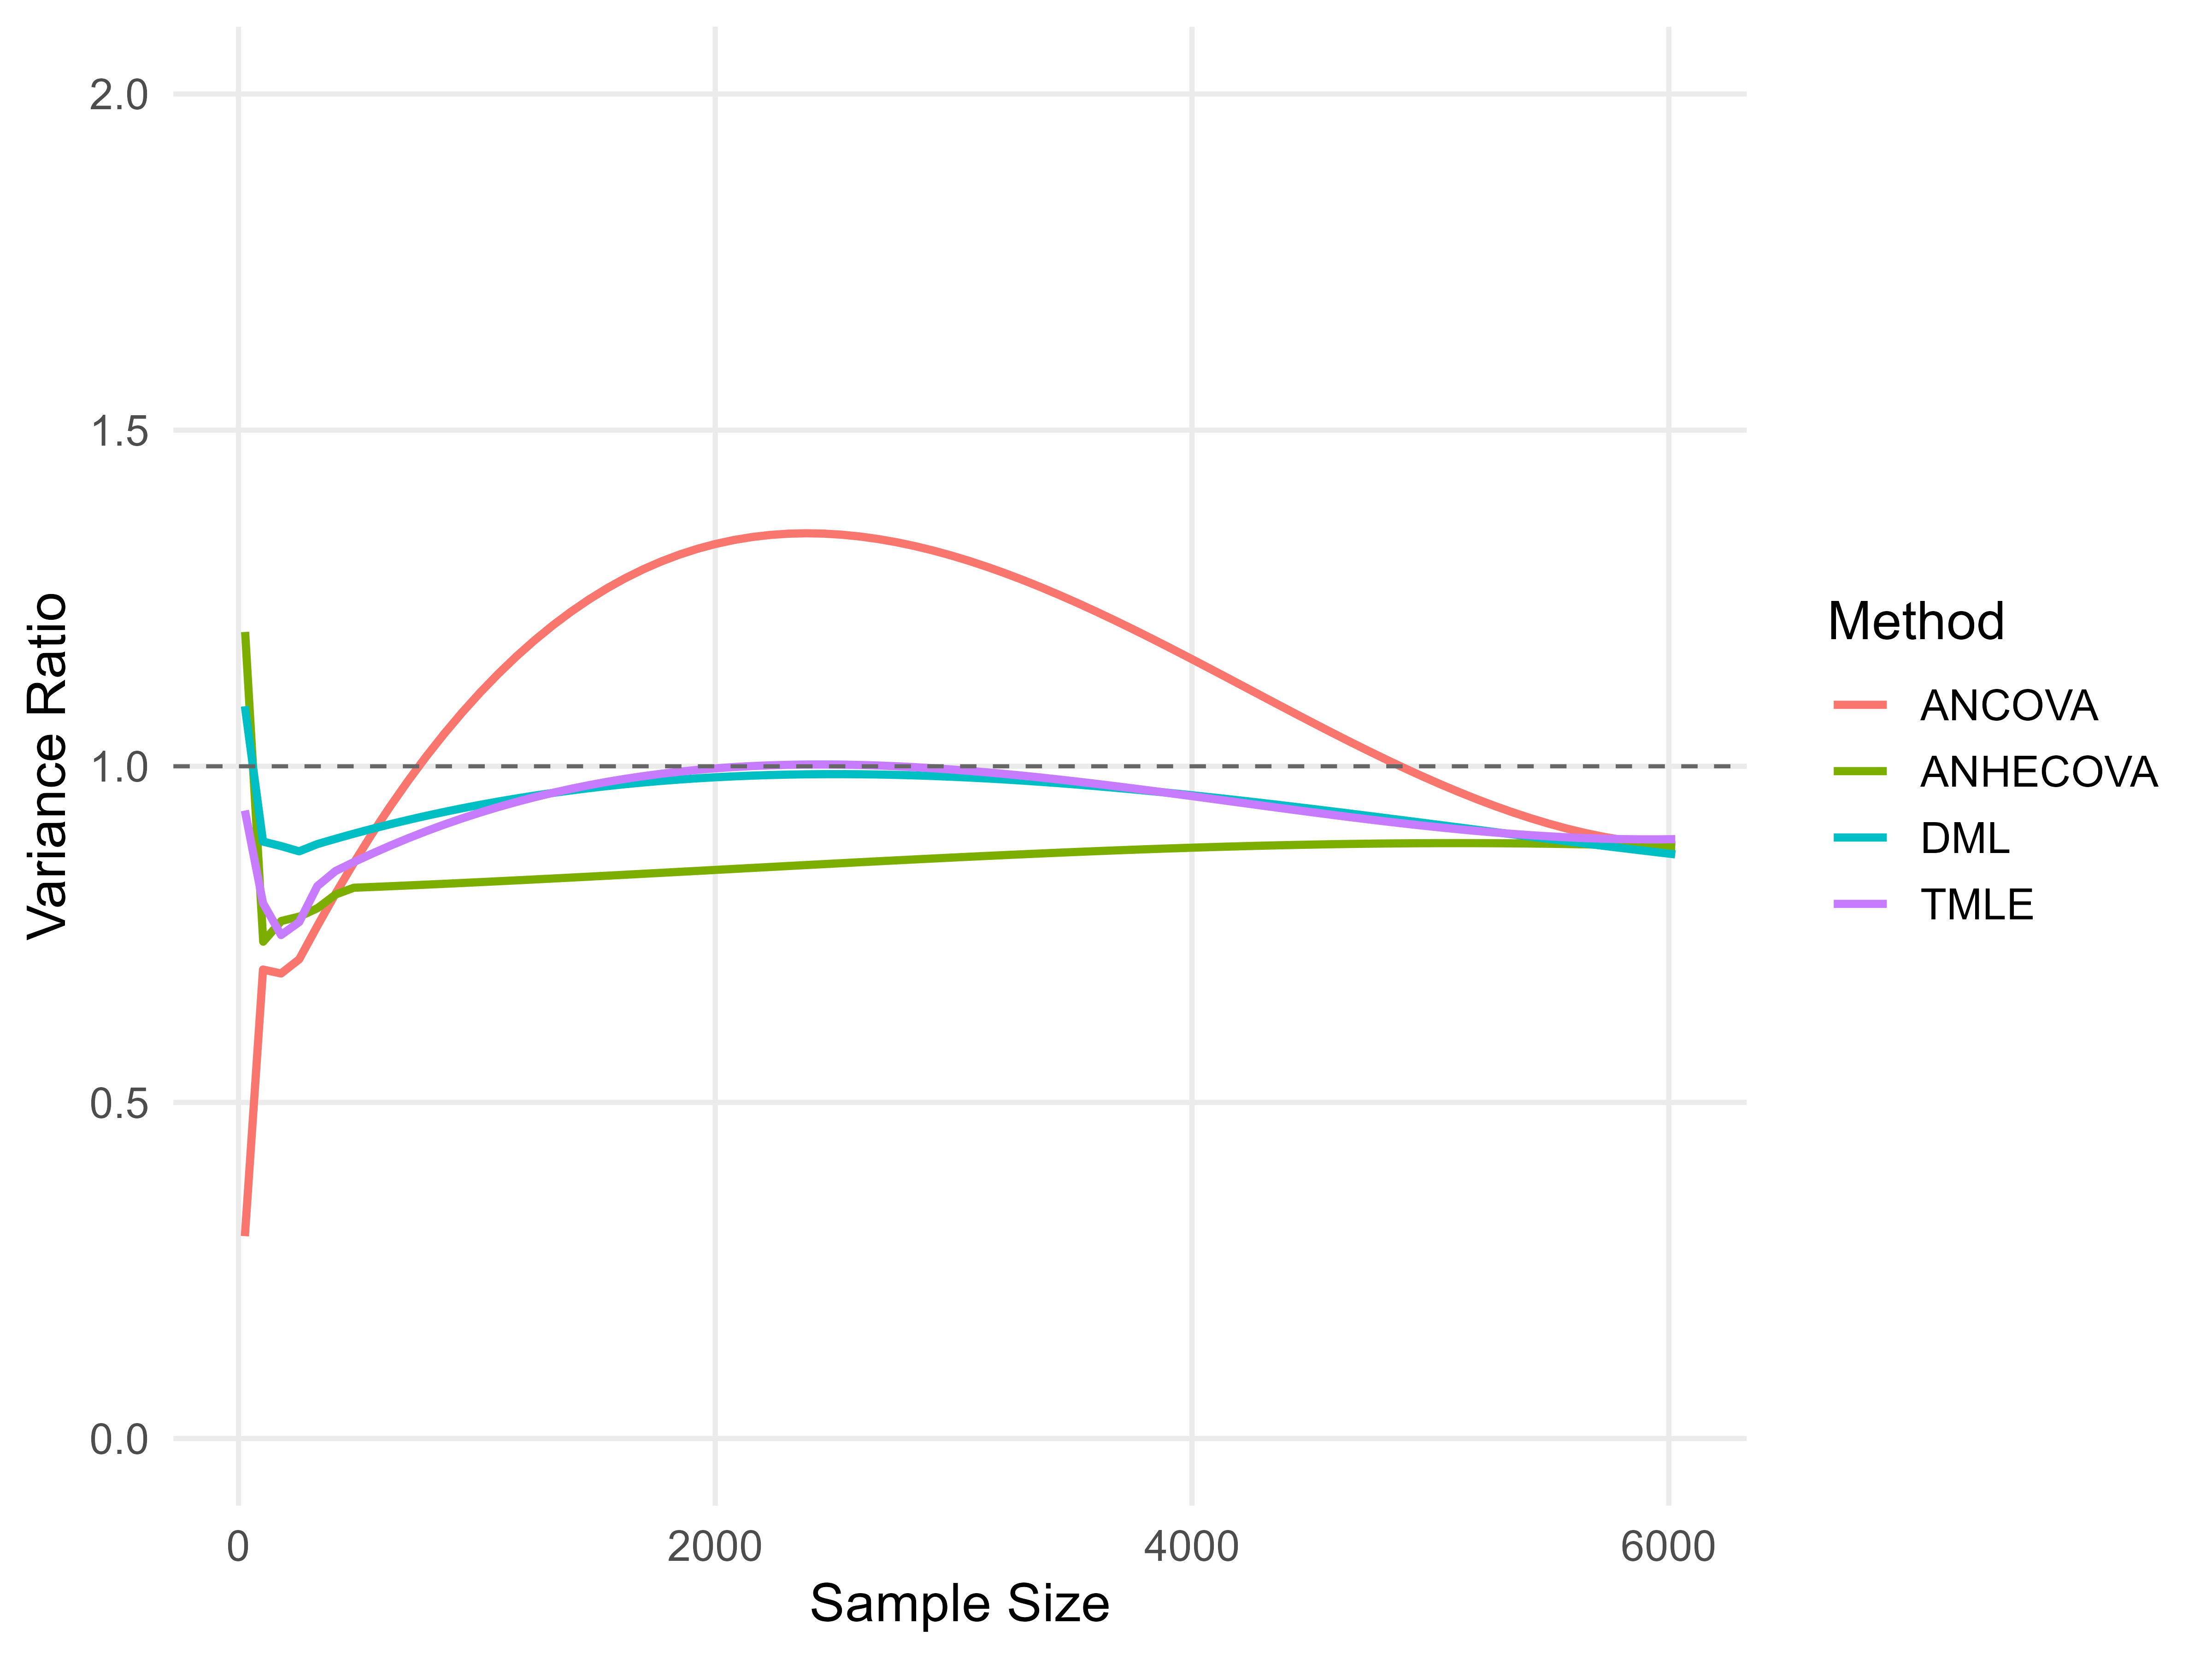 2.0
1.5
1.0
0.5
0.0
Variance Ratio
0 2000 4000 6000
Sample Size
Method
ANCOVA
ANHECOVA
DML
TMLE